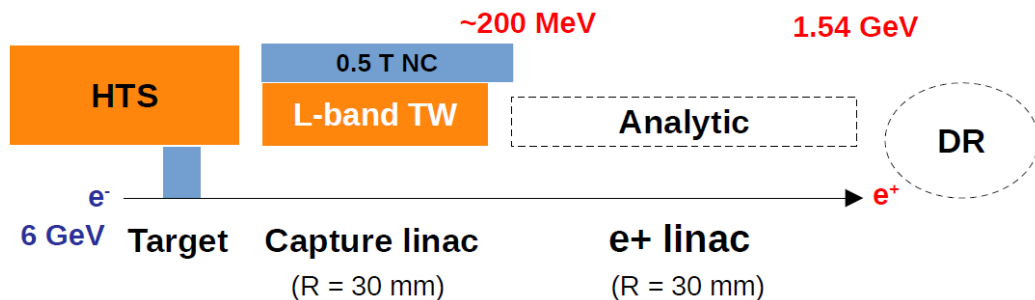 ~200 MeV
1.54 GeV
0.5 T NC
HTS
L-band TW
Analytic
DR
e-
e+
6 GeV
Target
Capture linac
e+ linac
(R = 30 mm)
(R = 30 mm)